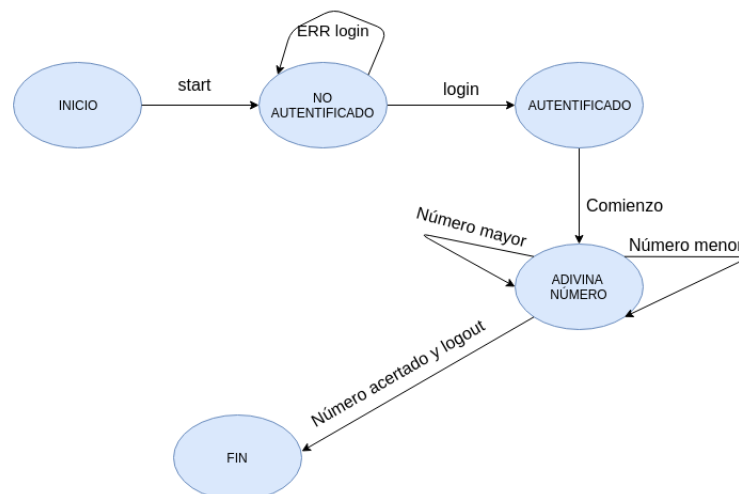 ERR login
start
login
INICIO
NO
AUTENTIFICADO
AUTENTIFICADO
Comienzo
Número mayor
Número menor
ADIVINA
NÚMERO
Número acertado y logout
FIN